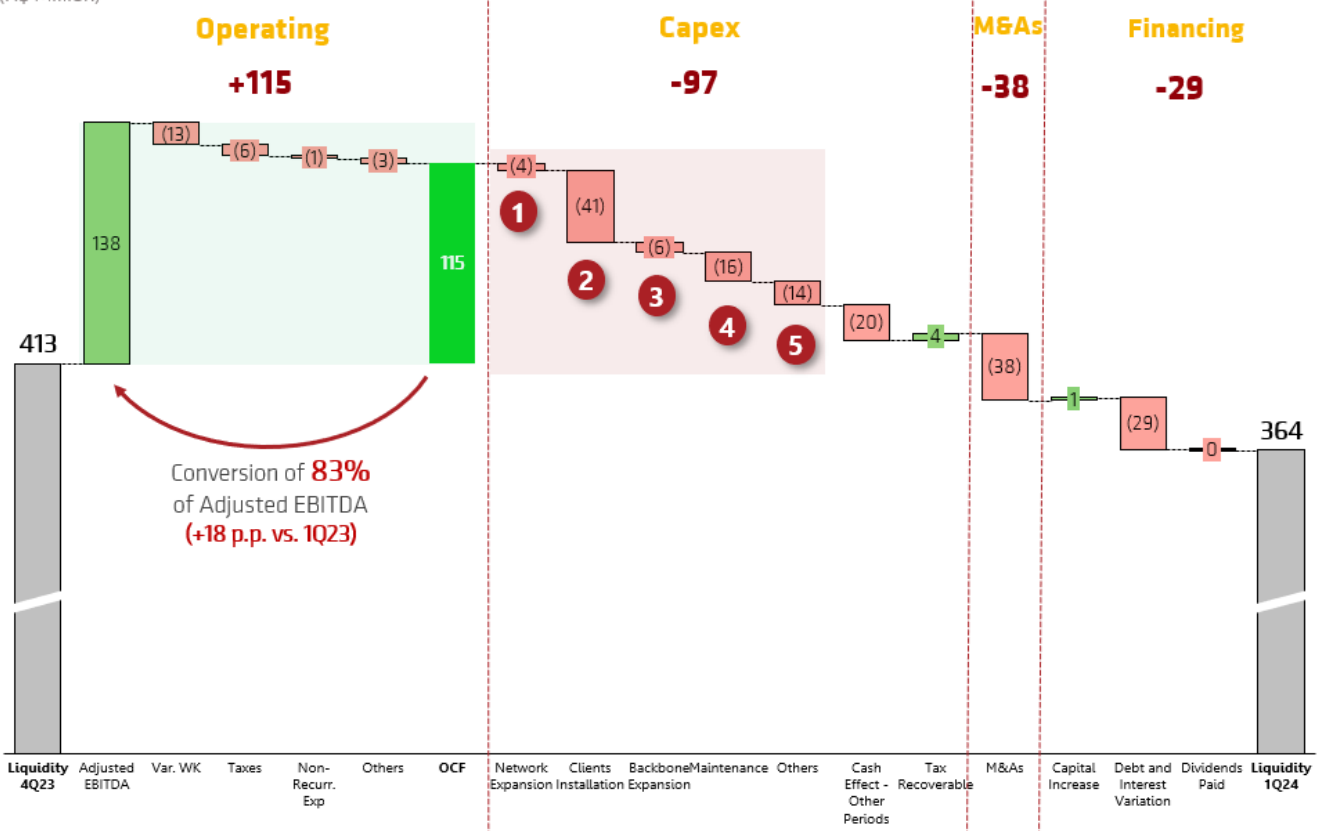 Operating
Capex
M&As
Financing
+115
-97
-38
-29
413
138
(13)
(6)
(1)
(3)
115
(4)
(41)
(6)
(16)
(14)
(20)
4
(38)
1
(29)
0
364
1
2
3
4
5
Conversion of 83%
of Adjusted EBITDA
(+18 p.p. vs. 1Q23)
Liquidity
4Q23
Adjusted
EBITDA
Var. WK
Taxes
Non-
Recurr.
Exp
Others
OCF
Network
Expansion
Clients
Installation
Backbone
Expansion
Maintenance
Others
Cash
Effect -
Other
Periods
Tax
Recoverable
M&As
Capital
Increase
Debt and
Interest
Variation
Dividends
Paid
Liquidity
1Q24